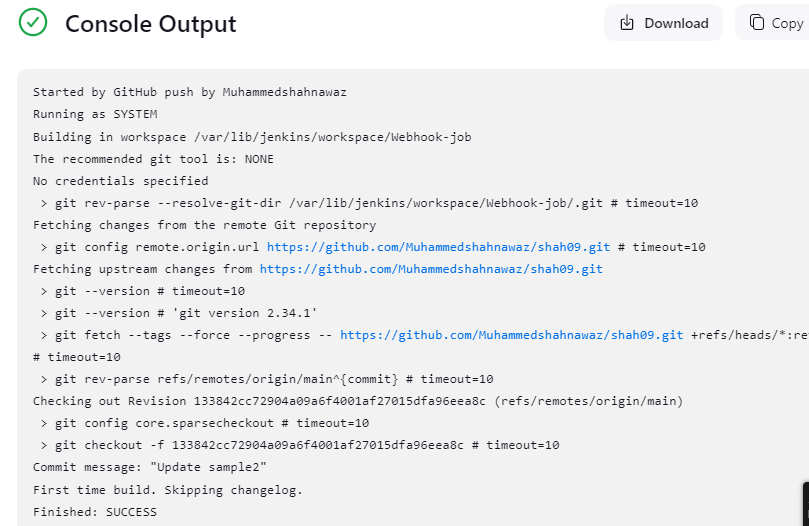 Console Output
Download
Copy
Started by GitHub push by Muhammedshahnawaz
Running as SYSTEM
Building in workspace /var/lib/jenkins/workspace/Webhook-job
The recommended git tool is: NONE
No credentials specified
> git rev-parse --resolve-git-dir /var/lib/jenkins/workspace/Webhook-job/.git # timeout=10
Fetching changes from the remote Git repository
> git config remote.origin.url https://github.com/Muhammedshahnawaz/shah09.git # timeout=10
Fetching upstream changes from https://github.com/Muhammedshahnawaz/shah09.git
> git --version # timeout=10
> git --version # 'git version 2.34.1'
> git fetch --tags --force --progress -- https://github.com/Muhammedshahnawaz/shah09.git +refs/heads/*:re
# timeout=10
> git rev-parse refs/remotes/origin/main^{commit} # timeout=10
Checking out Revision 133842cc72904a09a6f4001af27015dfa96eea8c (refs/remotes/origin/main)
> git config core.sparsecheckout # timeout=10
> git checkout -f 133842cc72904a09a6f4001af27015dfa96eea8c # timeout=10
Commit message: "Update sample2"
First time build. Skipping changelog.
Finished: SUCCESS